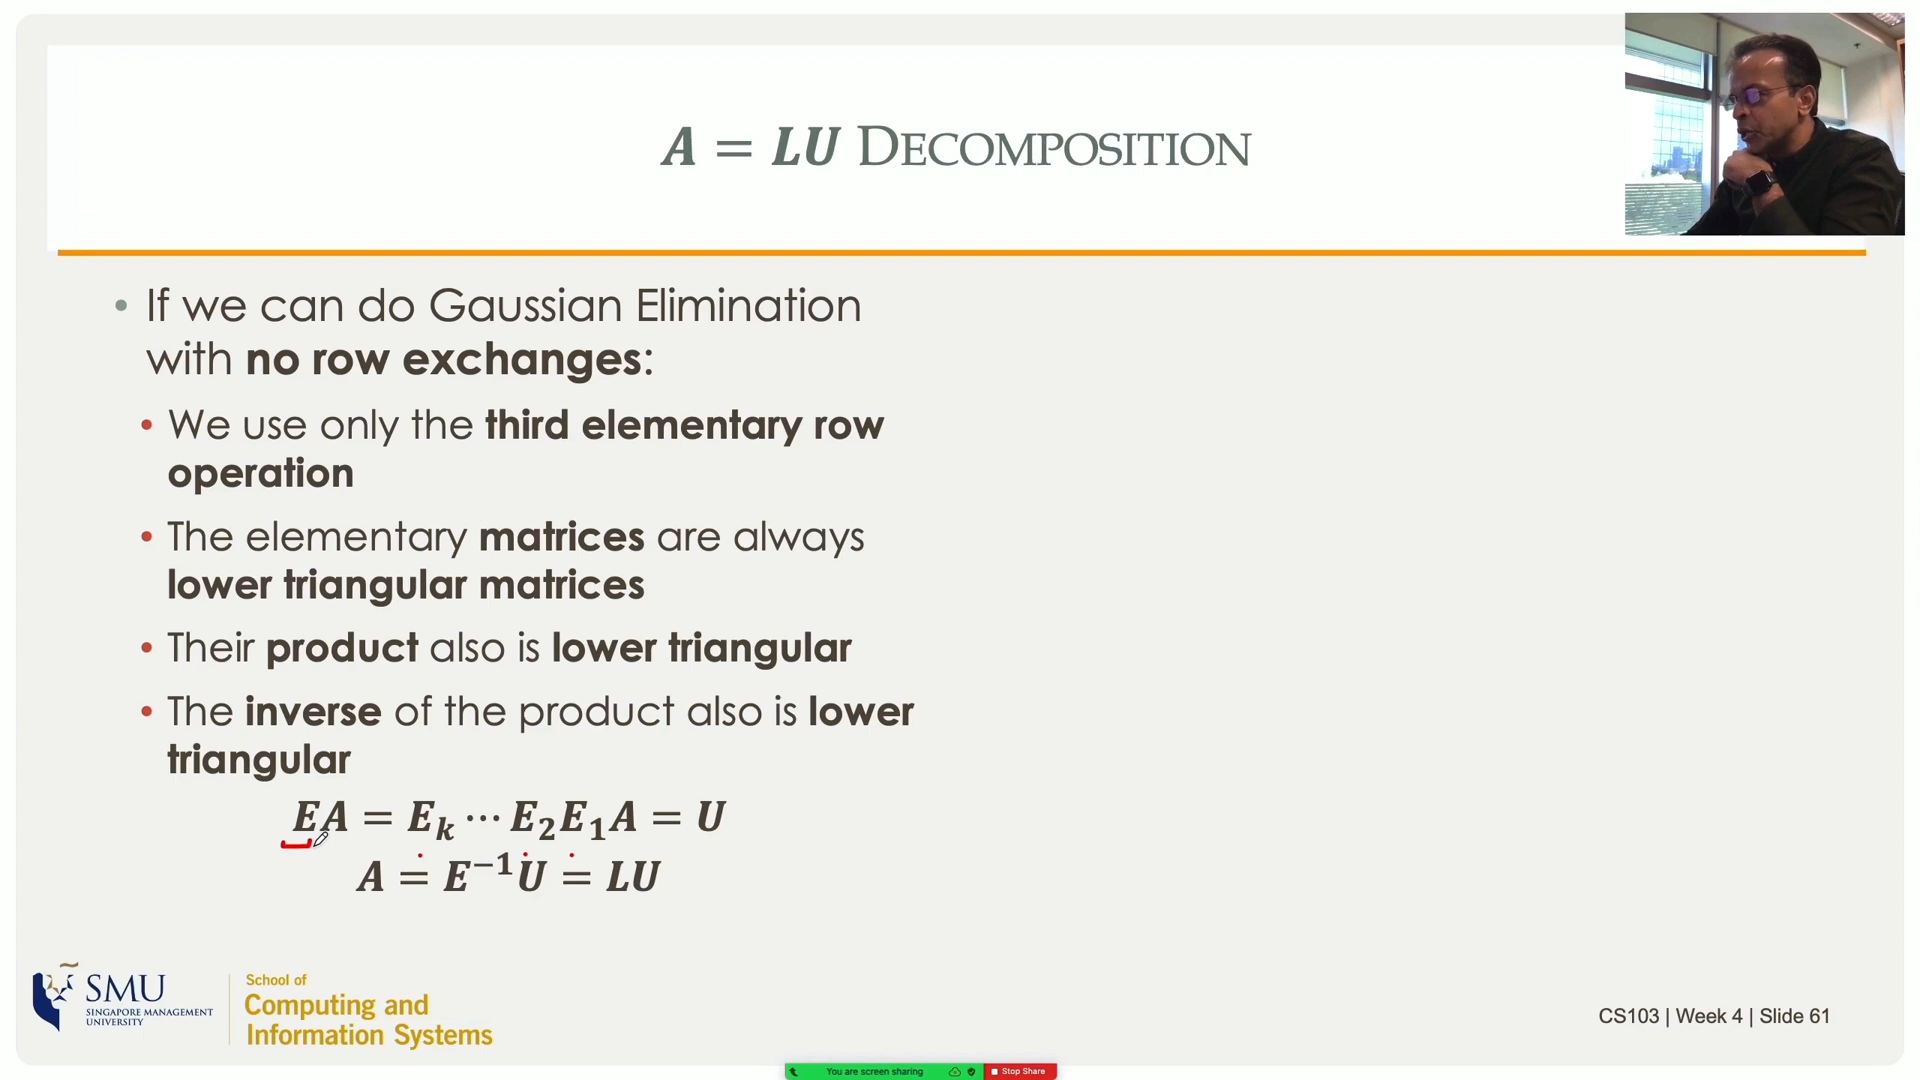 A = LU DECOMPOSITION
• If we can do Gaussian Elimination
with no row exchanges:
• We use only the third elementary row
operation
• The elementary matrices are always
lower triangular matrices
• Their product also is lower triangular
• The inverse of the product also is lower
triangular
EA = Eₖ ⋯ E₂E₁A = U
A = E⁻¹U = LU
SMU
SINGAPORE MANAGEMENT
UNIVERSITY
School of
Computing and
Information Systems
CS103 | Week 4 | Slide 61
You are screen sharing
Stop Share